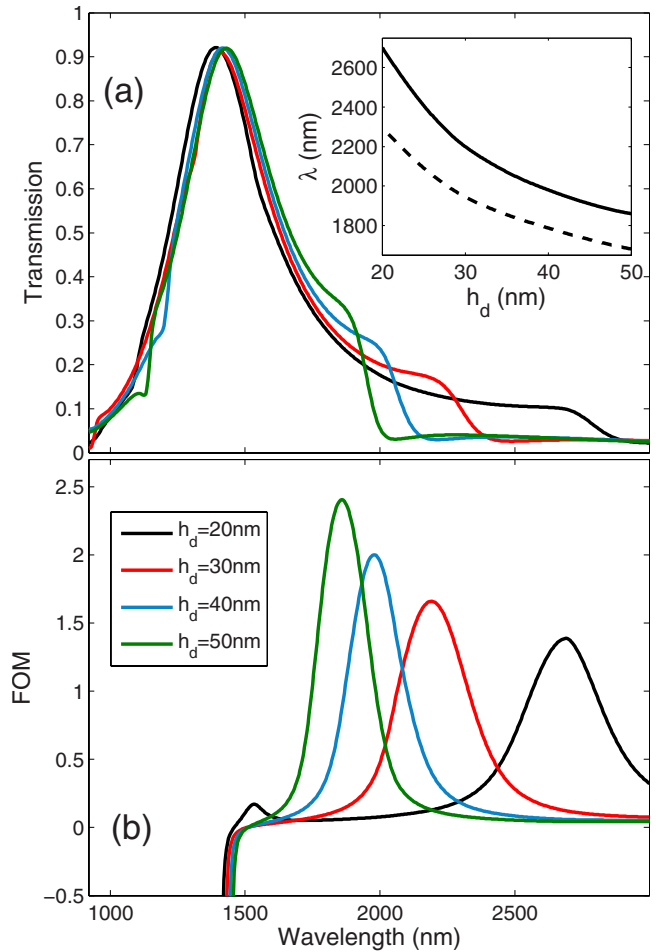 (a)
Transmission
1
0.9
0.8
0.7
0.6
0.5
0.4
0.3
0.2
0.1
0
λ (nm)
2600
2400
2200
2000
1800
20 30 40 50
h_d (nm)
(b)
FOM
2.5
2
1.5
1
0.5
0
−0.5
h_d=20nm
h_d=30nm
h_d=40nm
h_d=50nm
1000 1500 2000 2500
Wavelength (nm)